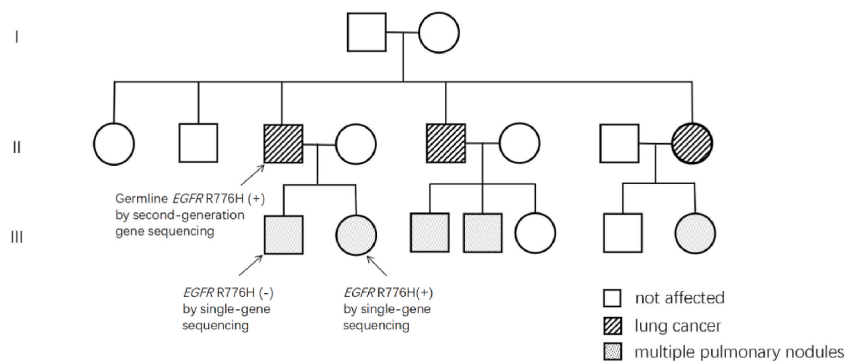 I
II
Germline EGFR R776H (+)
by second-generation
gene sequencing
III
EGFR R776H (-)
by single-gene
sequencing
EGFR R776H(+)
by single-gene
sequencing
not affected
lung cancer
multiple pulmonary nodules